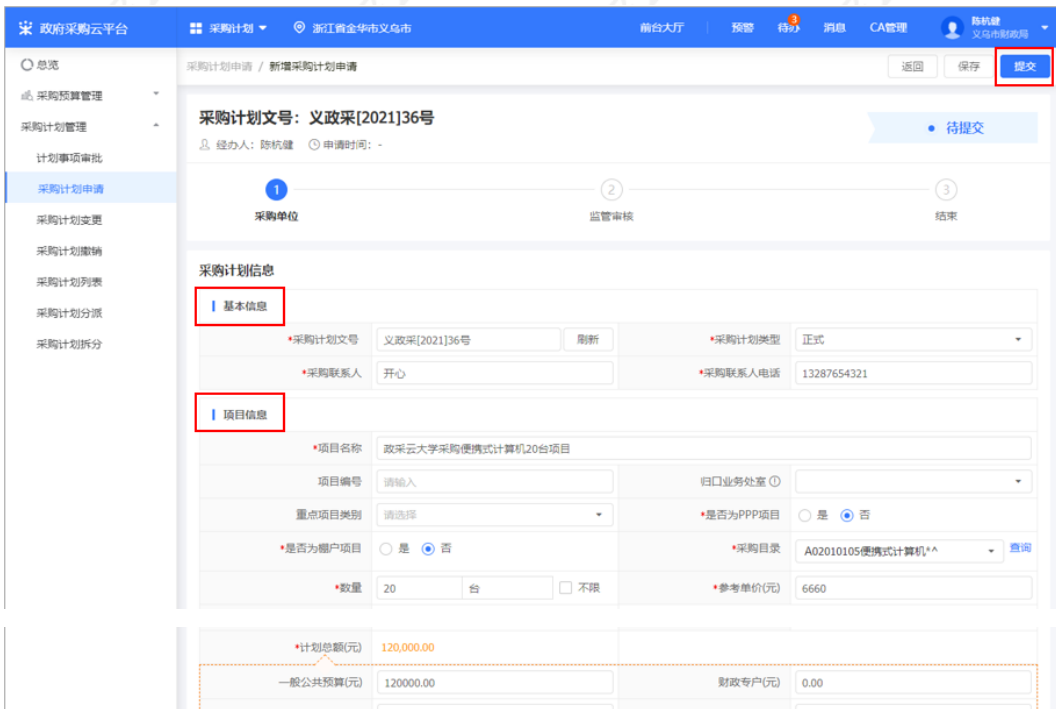 政府采购云平台 采购计划 浙江省金华市义乌市 前台大厅 预警 待办 3 消息 CA管理 陈杭健
义乌市财政局
总览
采购预算管理
采购计划管理
计划事项审批
采购计划申请
采购计划变更
采购计划撤销
采购计划列表
采购计划分派
采购计划拆分
采购计划申请 / 新增采购计划申请 返回 保存 提交
采购计划文号：义政采[2021]36号
待提交
经办人：陈杭健 申请时间：-
1 2 3
采购单位 监管审核 结束
采购计划信息
基本信息
*采购计划文号 义政采[2021]36号 刷新 *采购计划类型 正式
*采购联系人 开心 *采购联系人电话 13287654321
项目信息
*项目名称 政采云大学采购便携式计算机20台项目
项目编号 请输入 归口业务处室
重点项目类别 请选择 *是否为PPP项目 是 否
*是否为棚户项目 是 否 *采购目录 A02010105便携式计算机*^ 查询
*数量 20 台 不限 *参考单价(元) 6660
*计划总额(元) 120,000.00
一般公共预算(元) 120000.00 财政专户(元) 0.00